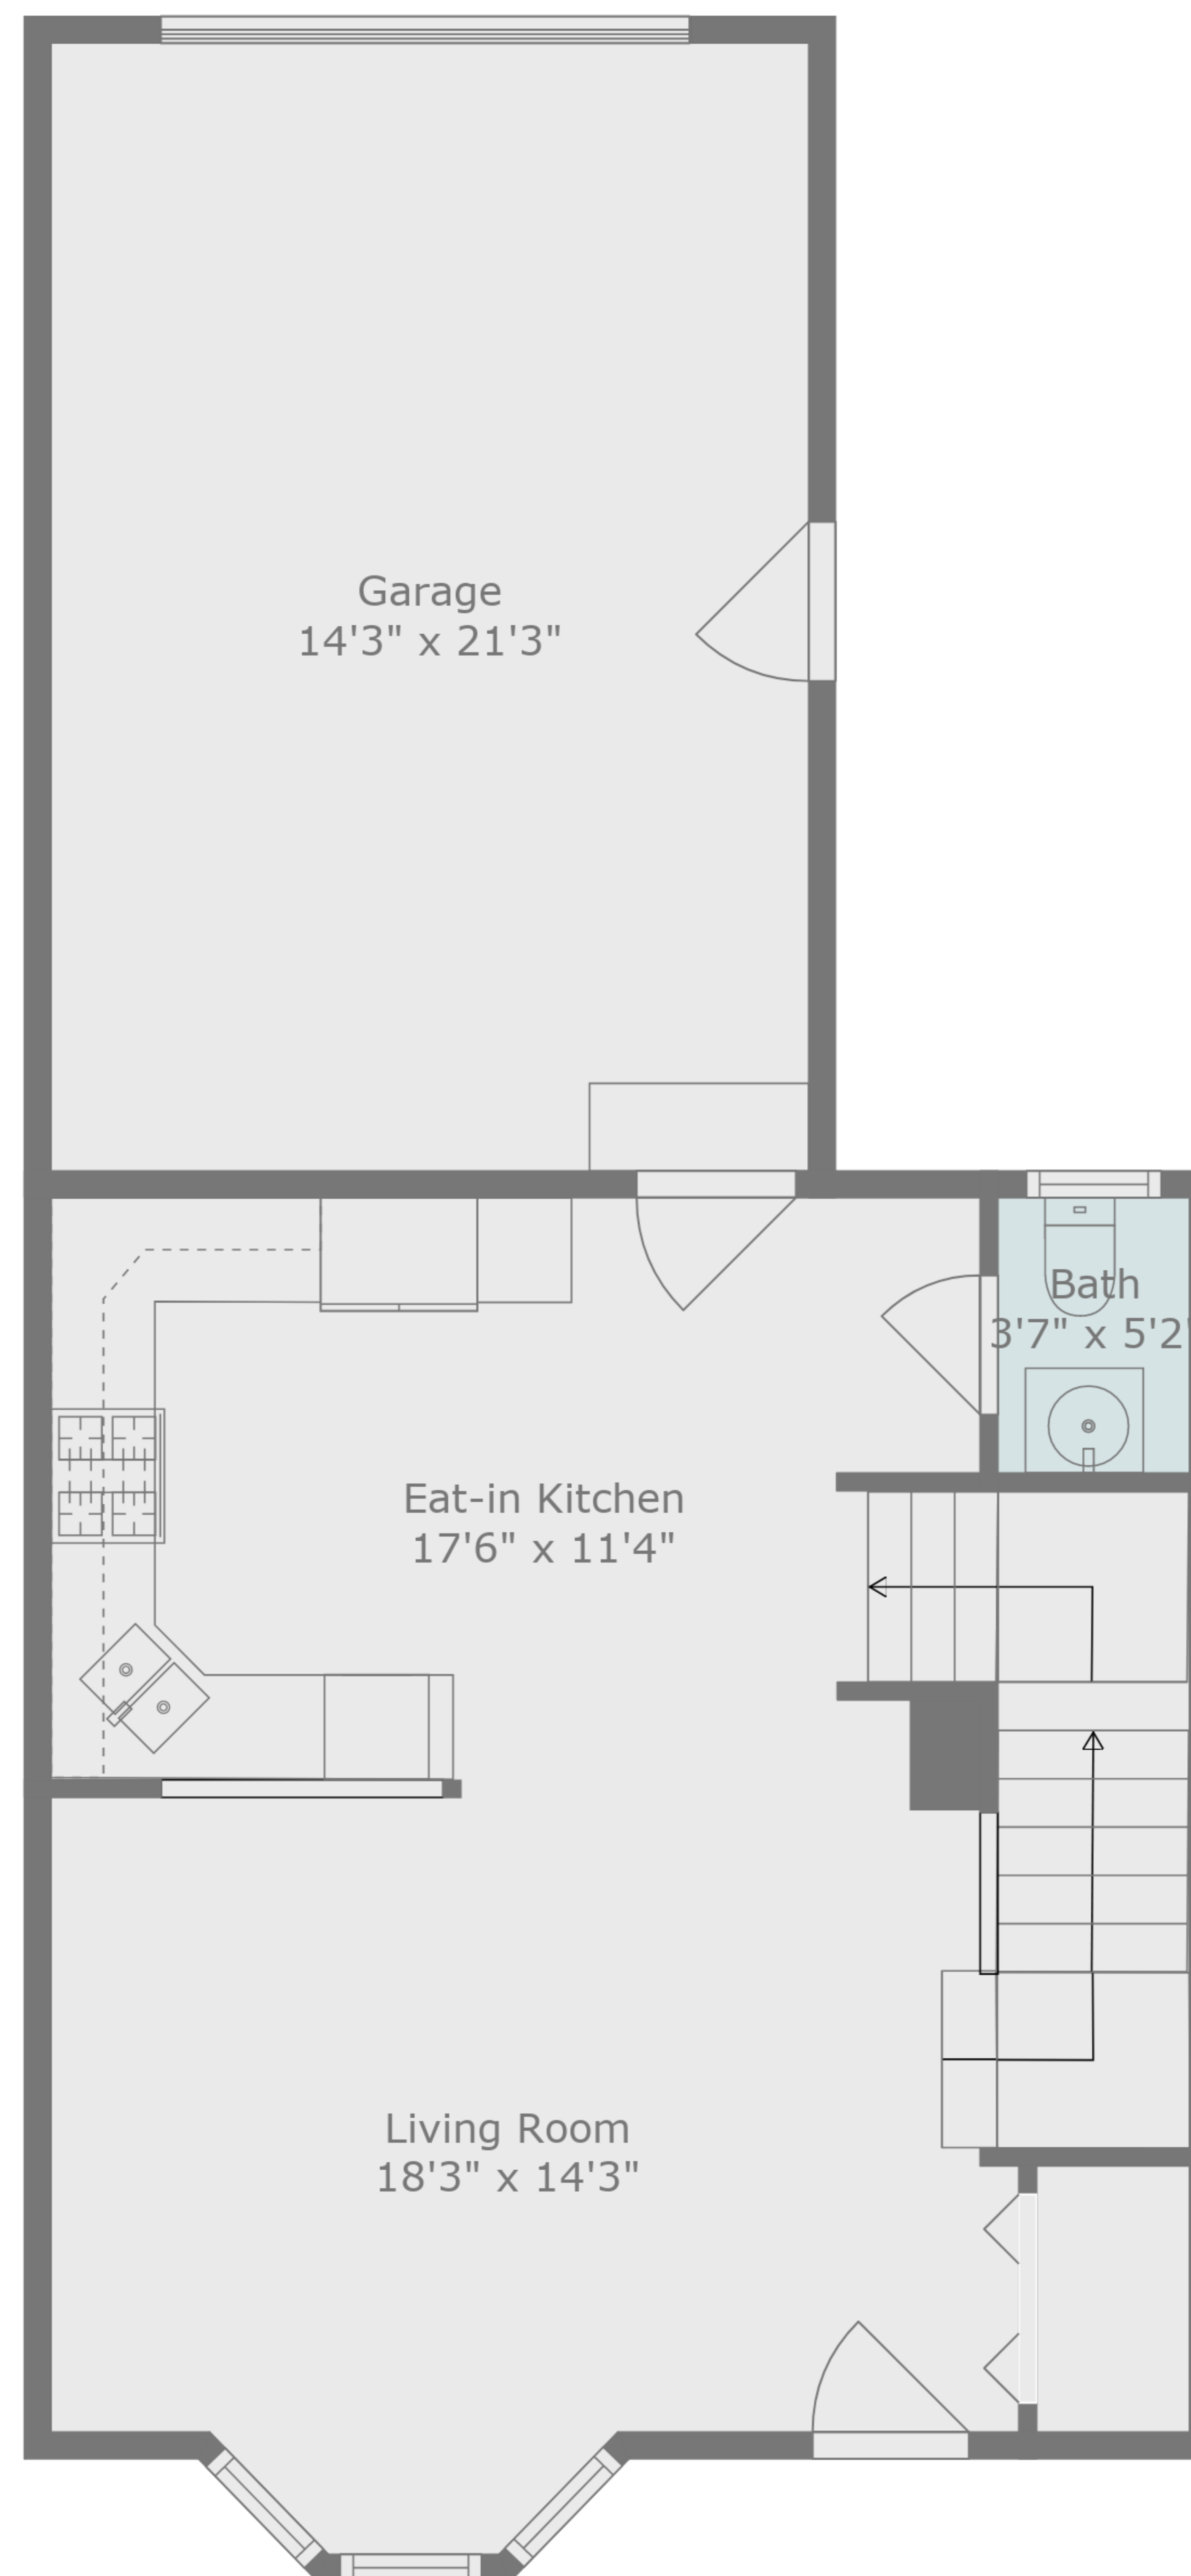 Garage
14'3" x 21'3"
Bath
3'7" x 5'2"
Eat-in Kitchen
17'6" x 11'4"
Living Room
18'3" x 14'3"